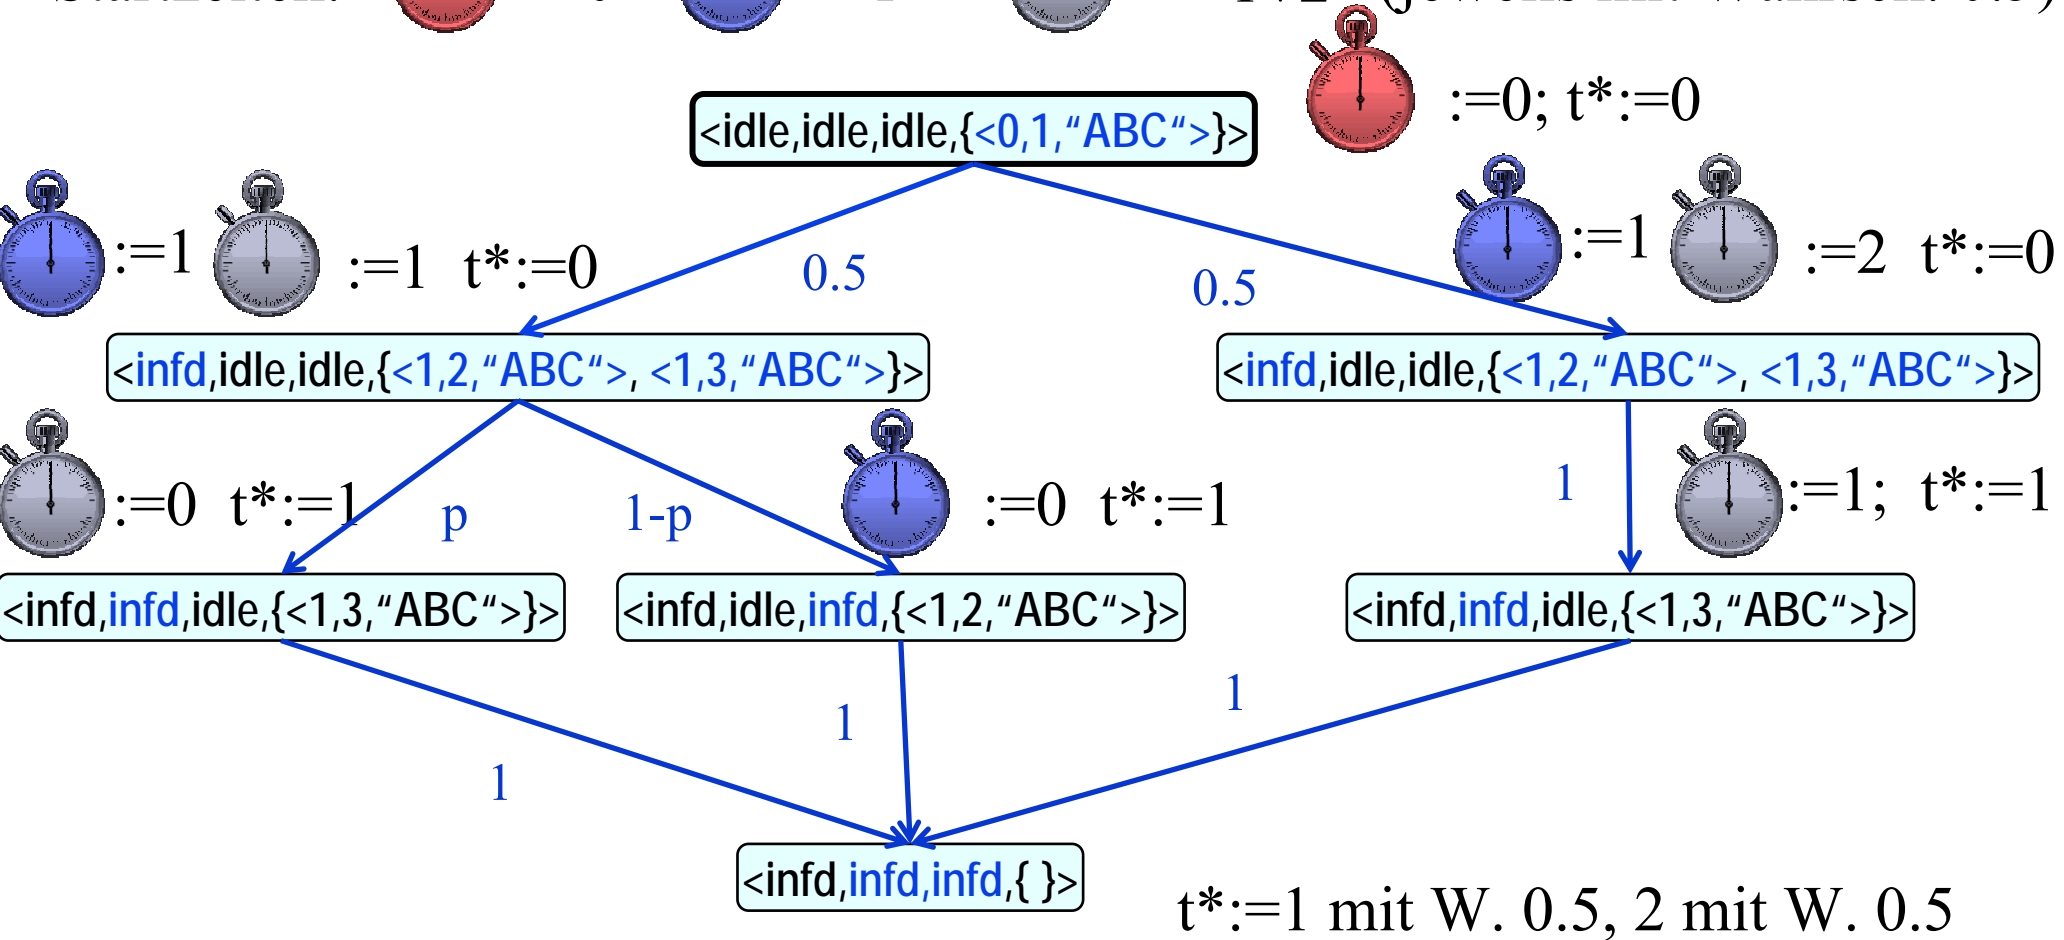 :=0; t*:=0
<idle,idle,idle,{<0,1,“ABC“>}>
:=1 :=1 t*:=0
:=1 :=2 t*:=0
0.5 0.5
<infd,idle,idle,{<1,2,“ABC“>, <1,3,“ABC“>}>
<infd,idle,idle,{<1,2,“ABC“>, <1,3,“ABC“>}>
:=0 t*:=1
p 1-p
:=0 t*:=1
1
:=1; t*:=1
<infd,infd,idle,{<1,3,“ABC“>}>
<infd,idle,infd,{<1,2,“ABC“>}>
<infd,infd,idle,{<1,3,“ABC“>}>
1
1
1
<infd,infd,infd,{ }>
t*:=1 mit W. 0.5, 2 mit W. 0.5